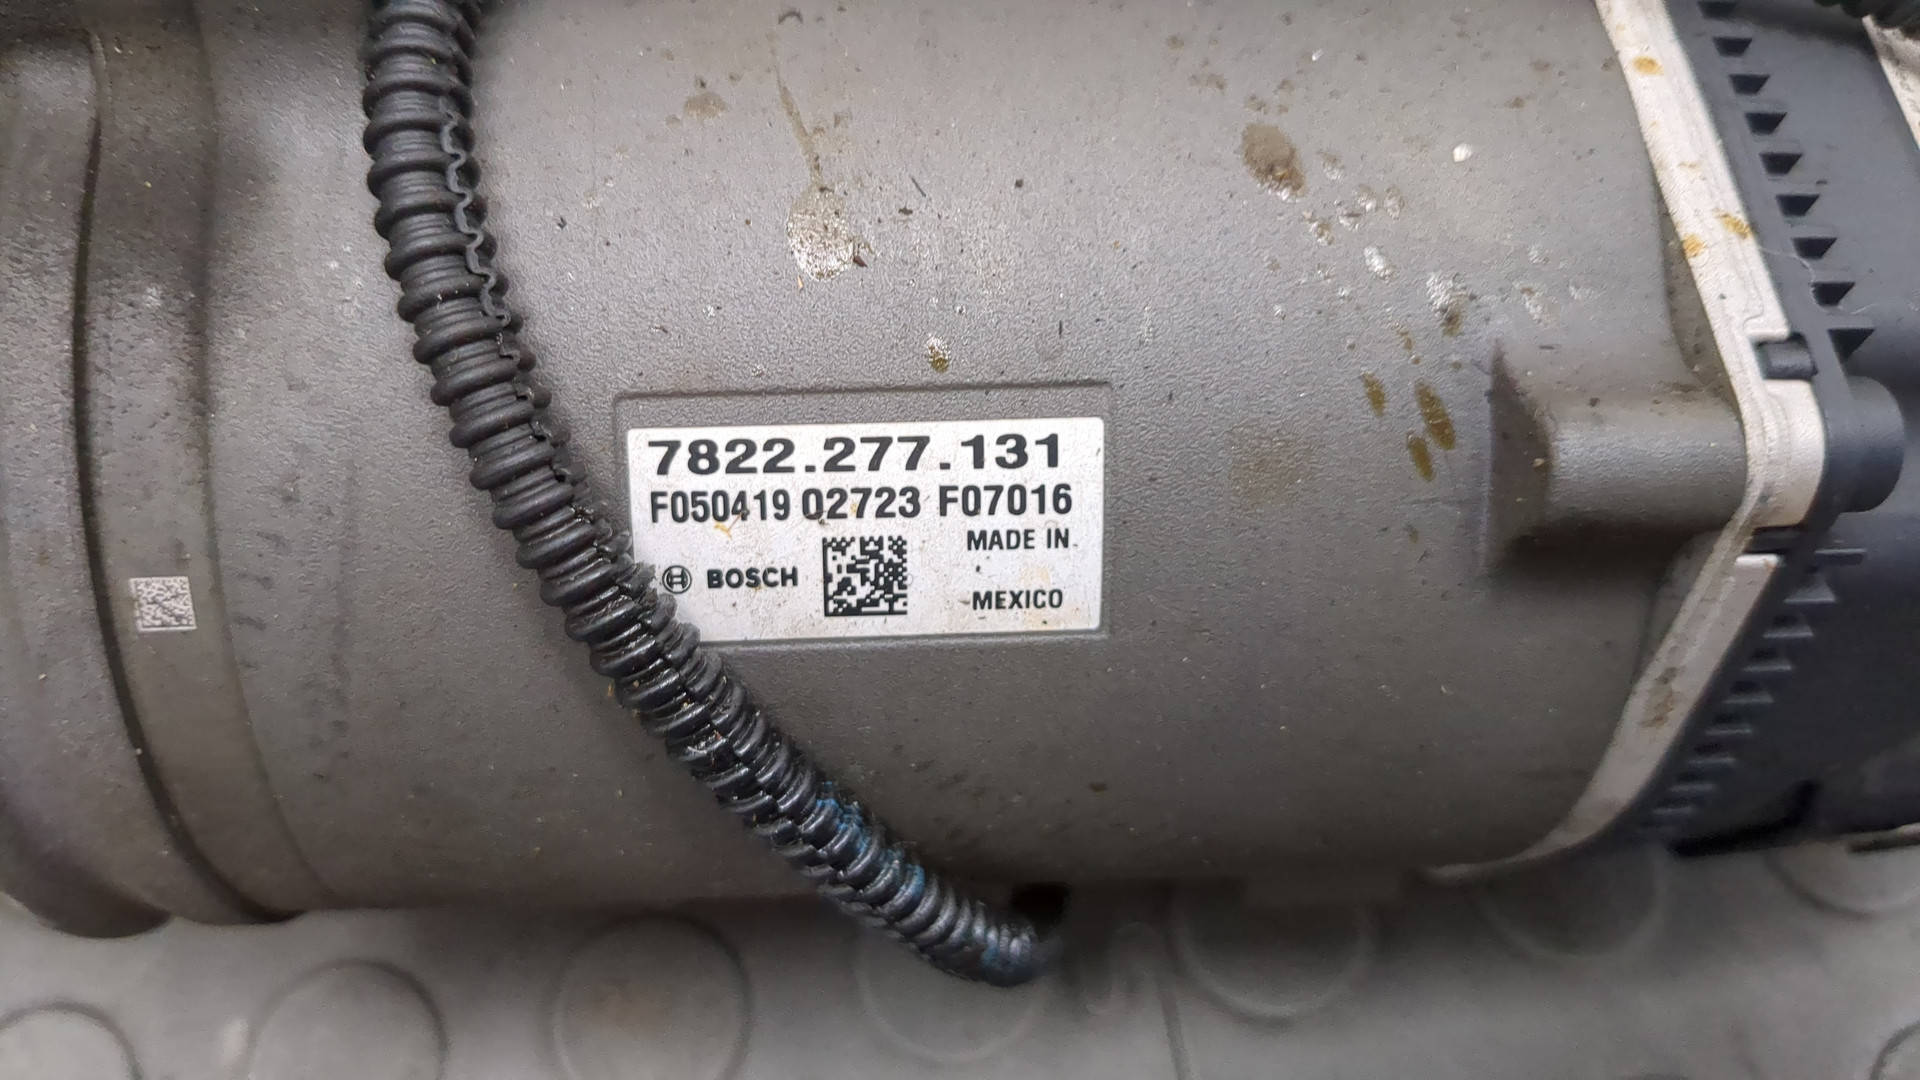 7822.277.131
F050419 02723 F07016
MADE IN
BOSCH
MEXICO